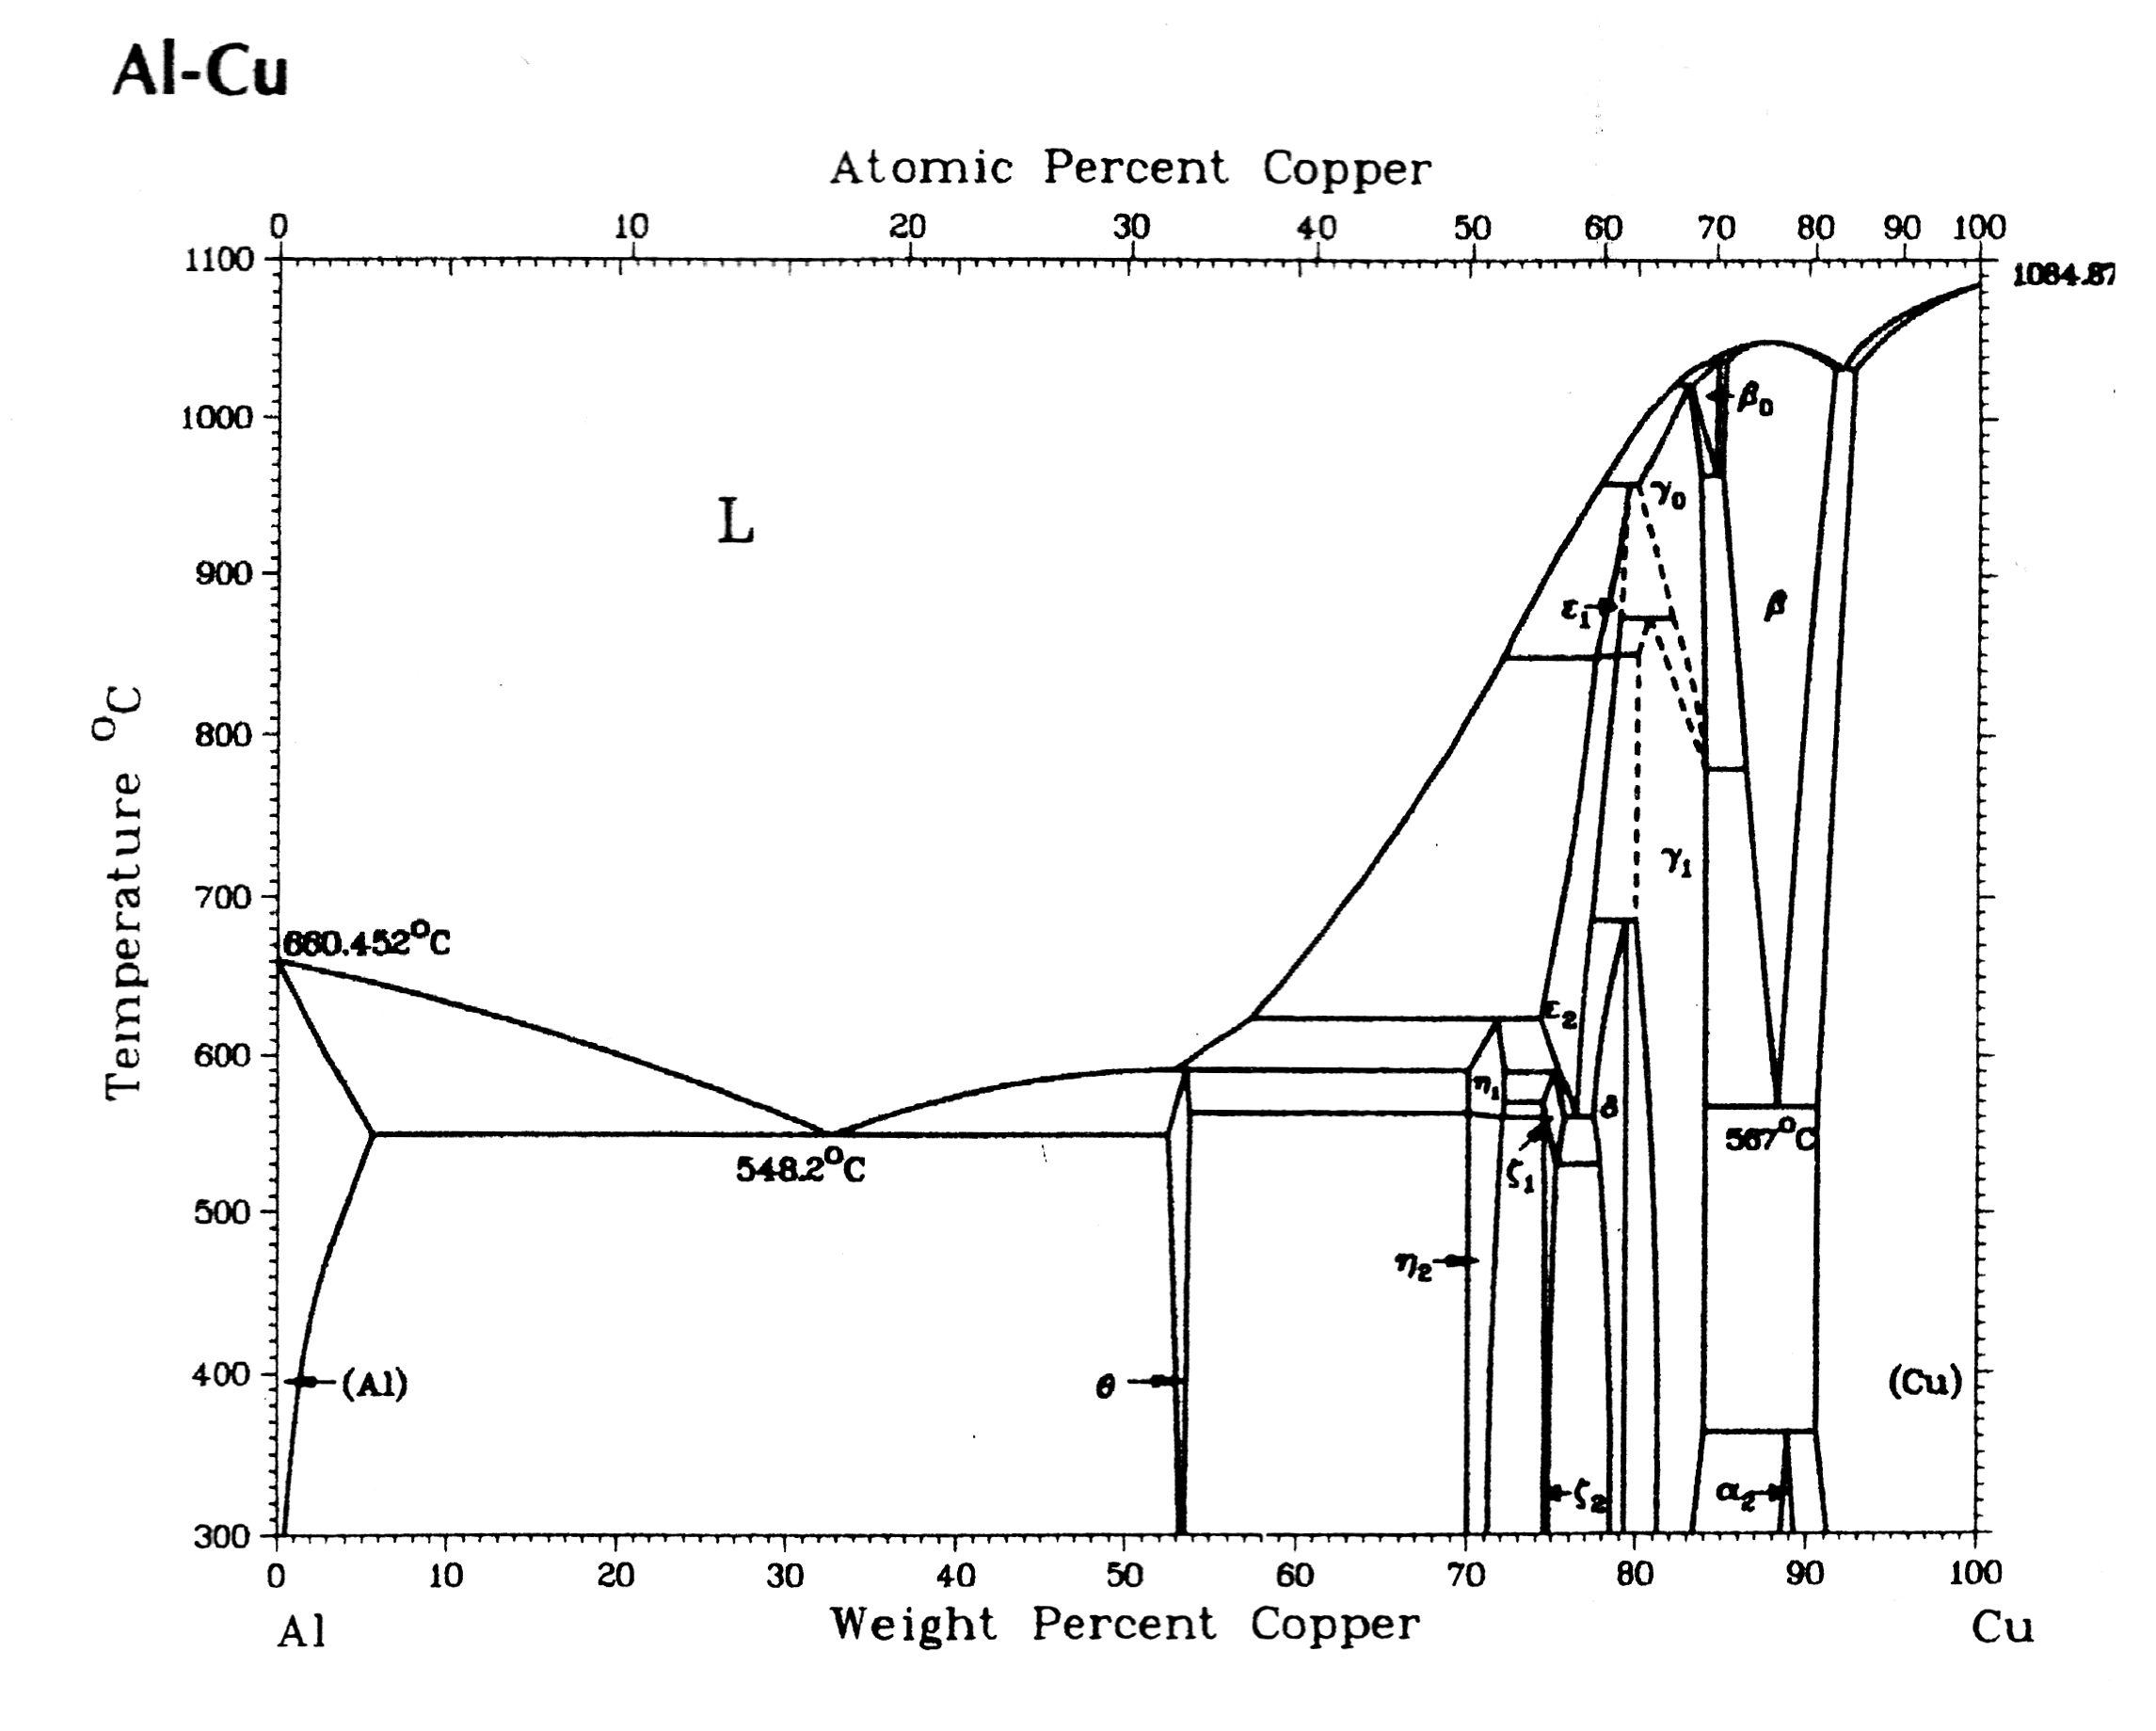 Al-Cu
Atomic Percent Copper
0 10 20 30 40 50 60 70 80 90 100
1100
1084.87
1000
β0
γ0
L
900
ε1
β
800
γ1
700
660.452°C
ε2
600
η1
δ
567°C
548.2°C
ζ1
500
η2
400
(Al)
θ
(Cu)
α2
ζ2
300
Temperature °C
0 10 20 30 40 50 60 70 80 90 100
Al
Weight Percent Copper
Cu